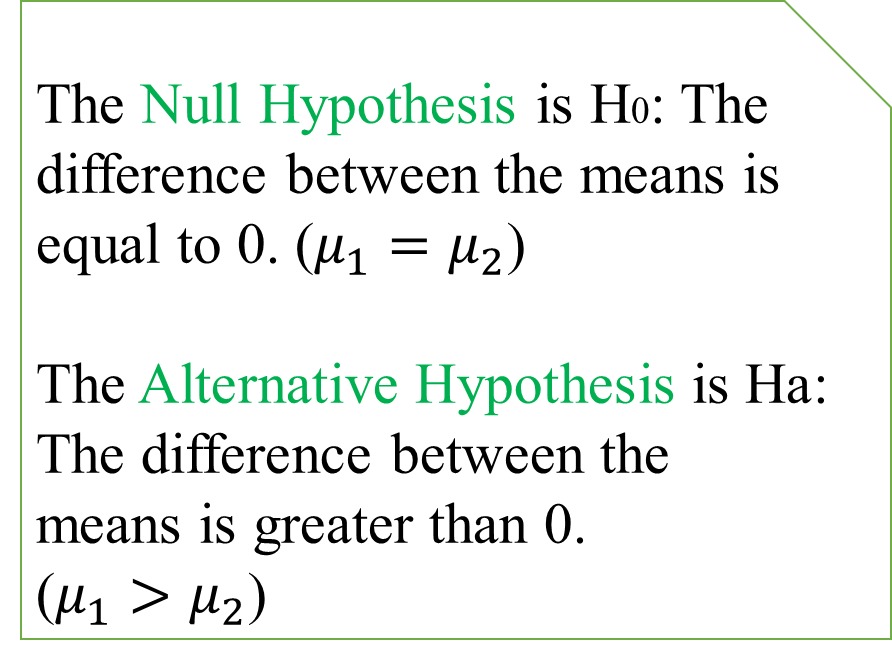 The Null Hypothesis is H0: The
difference between the means is
equal to 0. (𝜇₁ = 𝜇₂)
The Alternative Hypothesis is Ha:
The difference between the
means is greater than 0.
(𝜇₁ > 𝜇₂)